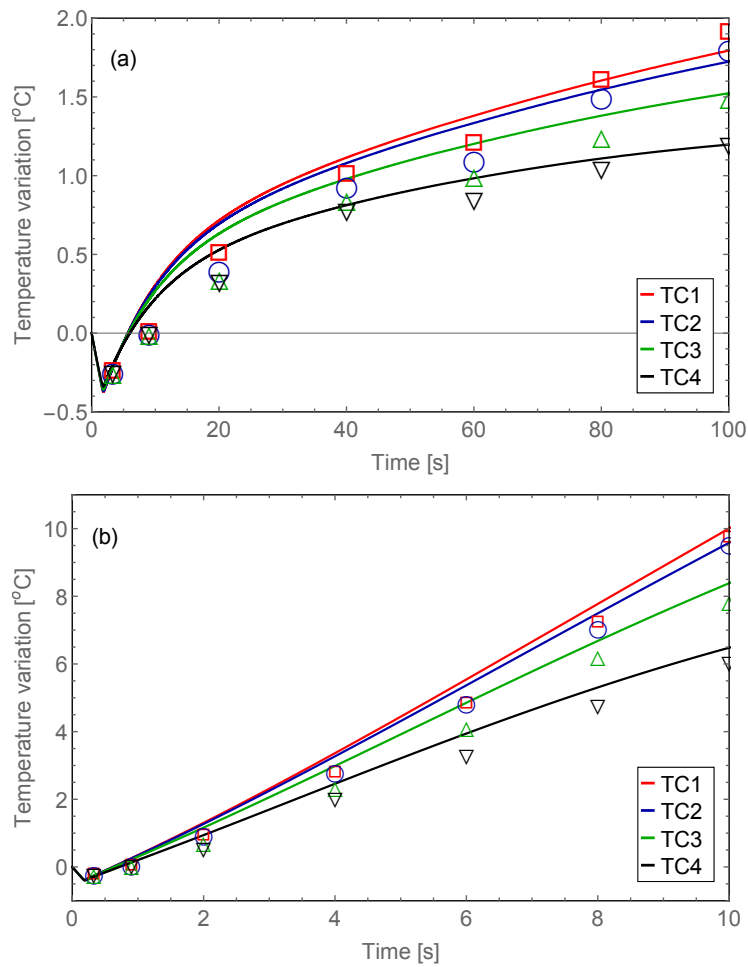 (a)
Temperature variation [°C]
2.0
1.5
1.0
0.5
0.0
−0.5
0 20 40 60 80 100
Time [s]
TC1
TC2
TC3
TC4
(b)
Temperature variation [°C]
10
8
6
4
2
0
0 2 4 6 8 10
Time [s]
TC1
TC2
TC3
TC4